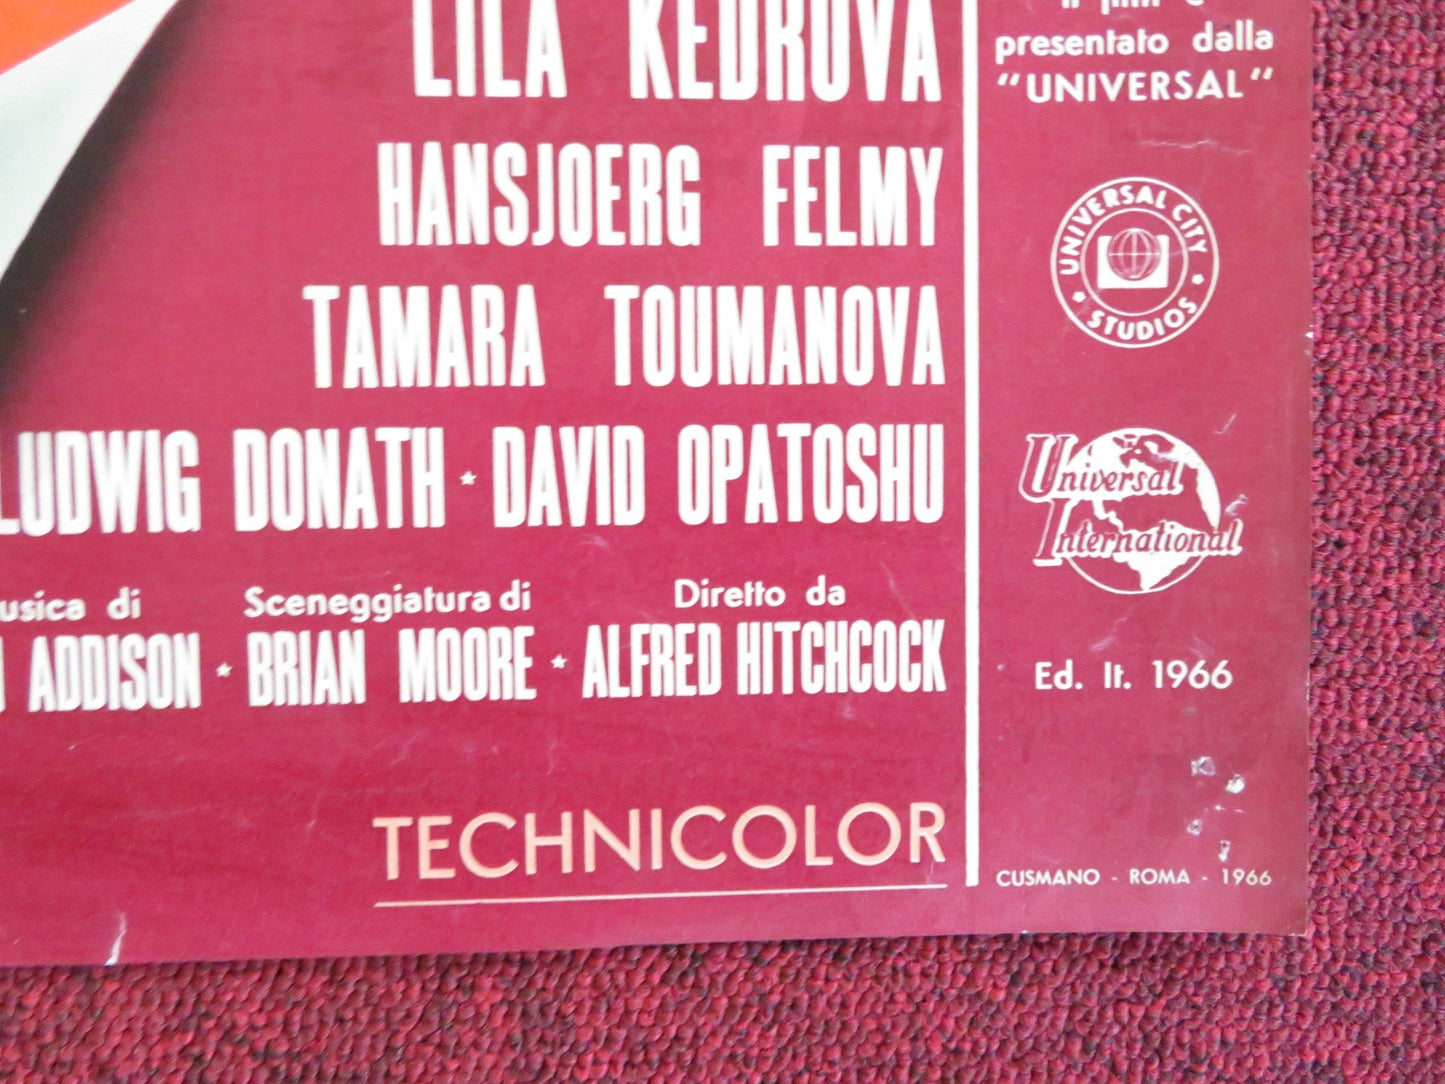 LILA KEDROVA
HANSJOERG FELMY
TAMARA TOUMANOVA
LUDWIG DONATH * DAVID OPATOSHU
di
ADDISON *
Sceneggiatura di
BRIAN MOORE *
Diretto da
ALFRED HITCHCOCK
TECHNICOLOR
presentato dalla
"UNIVERSAL"
UNIVERSAL CITY
* STUDIOS *
Universal
International
Ed. It. 1966
CUSMANO - ROMA - 1966